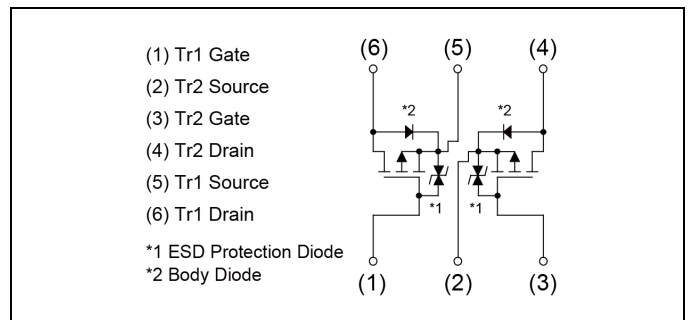 (1) Tr1 Gate
(2) Tr2 Source
(3) Tr2 Gate
(4) Tr2 Drain
(5) Tr1 Source
(6) Tr1 Drain
*1 ESD Protection Diode
*2 Body Diode
(6) (5) (4)
*2 *2
*1 *1
(1) (2) (3)